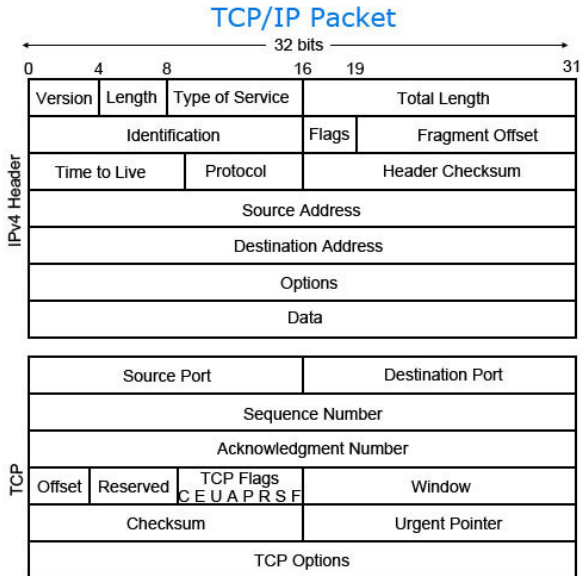 TCP/IP Packet
32 bits
0 4 8 16 19 31
Version Length Type of Service Total Length
Identification Flags Fragment Offset
Time to Live Protocol Header Checksum
Source Address
Destination Address
Options
Data
IPv4 Header
Source Port Destination Port
Sequence Number
Acknowledgment Number
Offset Reserved TCP Flags Window
C E U A P R S F
Checksum Urgent Pointer
TCP Options
TCP